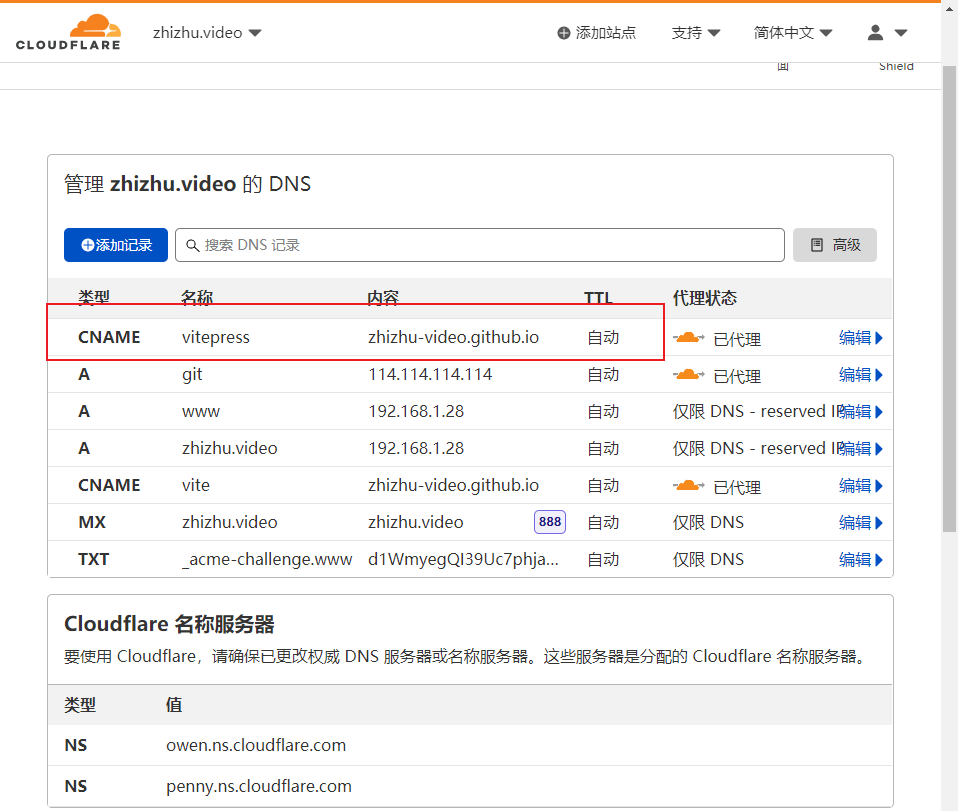 CLOUDFLARE zhizhu.video 添加站点 支持 简体中文
面 Shield
管理 zhizhu.video 的 DNS
添加记录 搜索 DNS 记录 高级
类型 名称 内容 TTL 代理状态
CNAME vitepress zhizhu-video.github.io 自动 已代理 编辑
A git 114.114.114.114 自动 已代理 编辑
A www 192.168.1.28 自动 仅限 DNS - reserved IP 编辑
A zhizhu.video 192.168.1.28 自动 仅限 DNS - reserved IP 编辑
CNAME vite zhizhu-video.github.io 自动 已代理 编辑
MX zhizhu.video zhizhu.video 888 自动 仅限 DNS 编辑
TXT _acme-challenge.www d1WmyegQI39Uc7phja... 自动 仅限 DNS 编辑
Cloudflare 名称服务器
要使用 Cloudflare，请确保已更改权威 DNS 服务器或名称服务器。这些服务器是分配的 Cloudflare 名称服务器。
类型 值
NS owen.ns.cloudflare.com
NS penny.ns.cloudflare.com